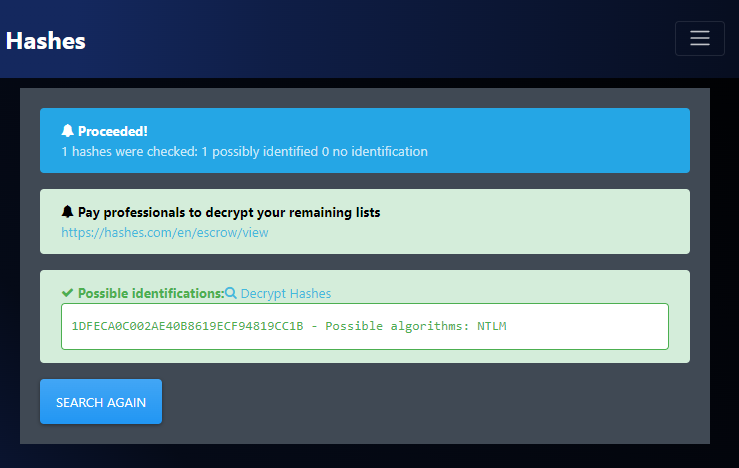 Hashes
Proceeded!
1 hashes were checked: 1 possibly identified 0 no identification
Pay professionals to decrypt your remaining lists
https://hashes.com/en/escrow/view
Possible identifications: Decrypt Hashes
1DFECA0C002AE40B8619ECF94819CC1B - Possible algorithms: NTLM
SEARCH AGAIN